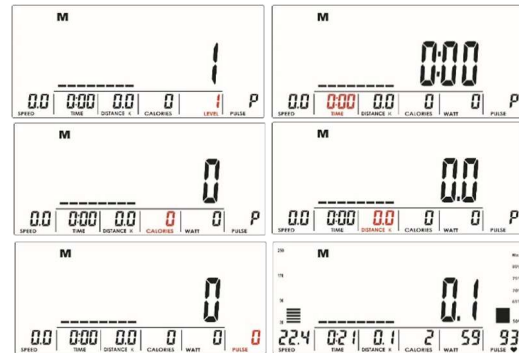 M
1
0.0 0:00 0.0 0 1 P
SPEED TIME DISTANCE K CALORIES LEVEL PULSE
M
0:00
0.0 0:00 0.0 0 0 P
SPEED TIME DISTANCE K CALORIES WATT PULSE
M
0
0.0 0:00 0.0 0 0 P
SPEED TIME DISTANCE K CALORIES WATT PULSE
M
0.0
0.0 0:00 0.0 0 0 P
SPEED TIME DISTANCE K CALORIES WATT PULSE
M
0
0.0 0:00 0.0 0 0 0
SPEED TIME DISTANCE K CALORIES WATT PULSE
M
0.1
22.4 0:21 0.1 2 59 93
SPEED TIME DISTANCE K CALORIES WATT PULSE